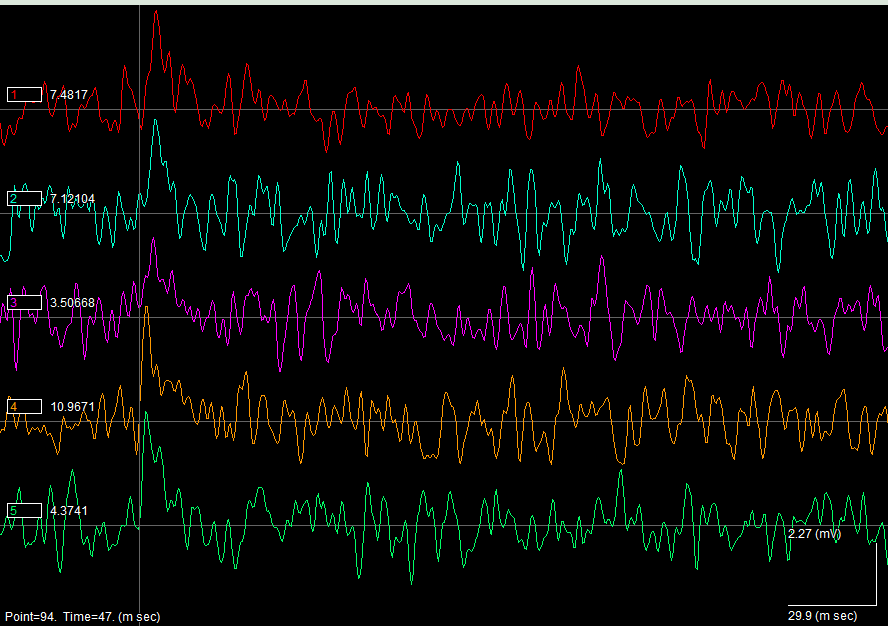 1 7.4817
2 7.12104
3 3.50668
4 10.9671
5 4.3741
2.27 (mV)
Point=94. Time=47. (m sec)
29.9 (m sec)